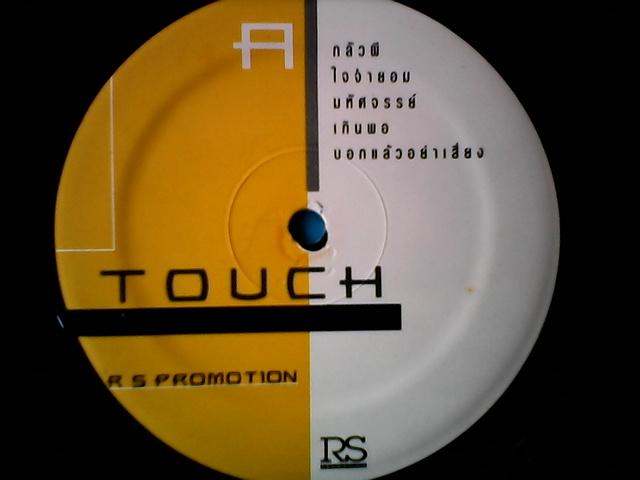 A
กลัวผี
ใจง่ายยอม
มหัศจรรย์
เกินพอ
บอกแล้วอย่าเสี่ยง
TOUCH
R S PROMOTION
RS